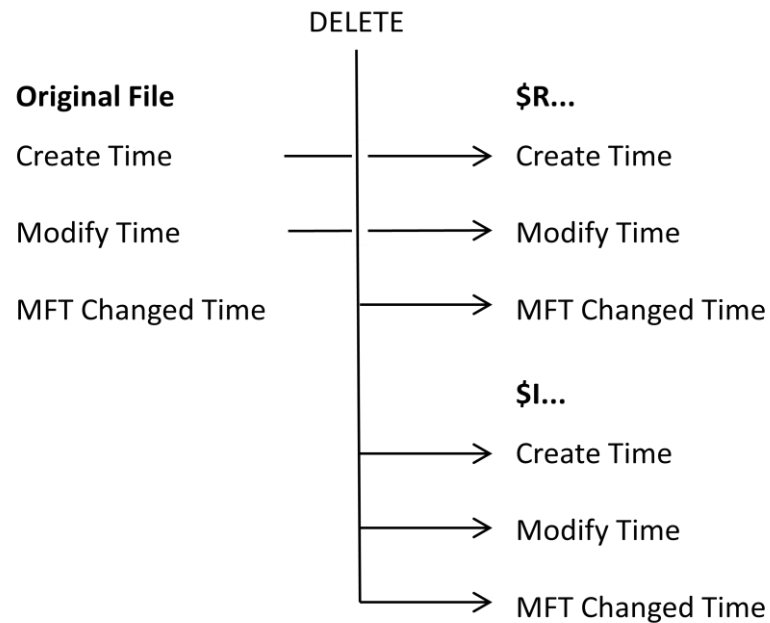 DELETE
Original File
$R...
Create Time
Create Time
Modify Time
Modify Time
MFT Changed Time
MFT Changed Time
$I...
Create Time
Modify Time
MFT Changed Time